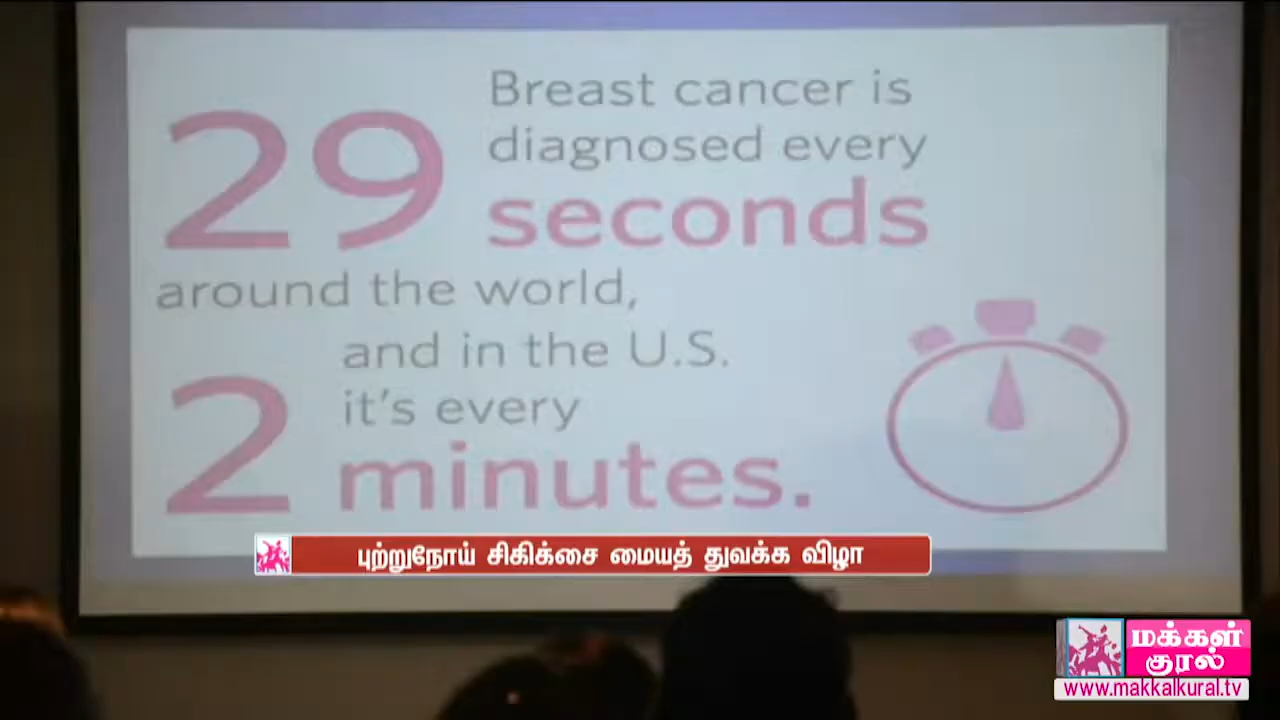 29
Breast cancer is
diagnosed every
seconds
around the world,
and in the U.S.
2
it's every
minutes.
புற்றுநோய் சிகிக்சை மையத் துவக்க விழா
மக்கள்
குரல்
www.makkalkural.tv